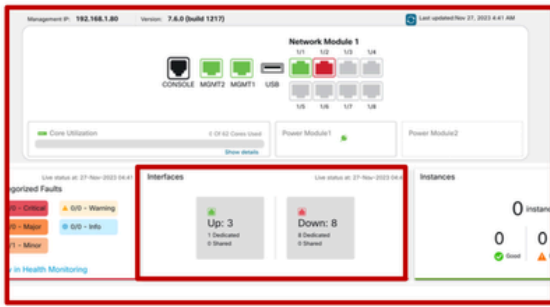 Management IP: 192.168.1.80 Version: 7.6.0 (build 1217) Last updated:Nov 27, 2023 4:41 AM
Network Module 1
1/1 1/2 1/3 1/4
CONSOLE MGMT2 MGMT1 USB
1/5 1/6 1/7 1/8
Core Utilization 0 Of 62 Cores Used
Show details
Power Module1
Power Module2
Live status at: 27-Nov-2023 04:41
egorized Faults
0/0 - Critical 0/0 - Warning
0/0 - Major 0/0 - Info
0/1 - Minor
in Health Monitoring
Interfaces Live status at: 27-Nov-2023 04:4
Up: 3
1 Dedicated
0 Shared
Down: 8
8 Dedicated
0 Shared
Instances
0 instanc
0 0
Good